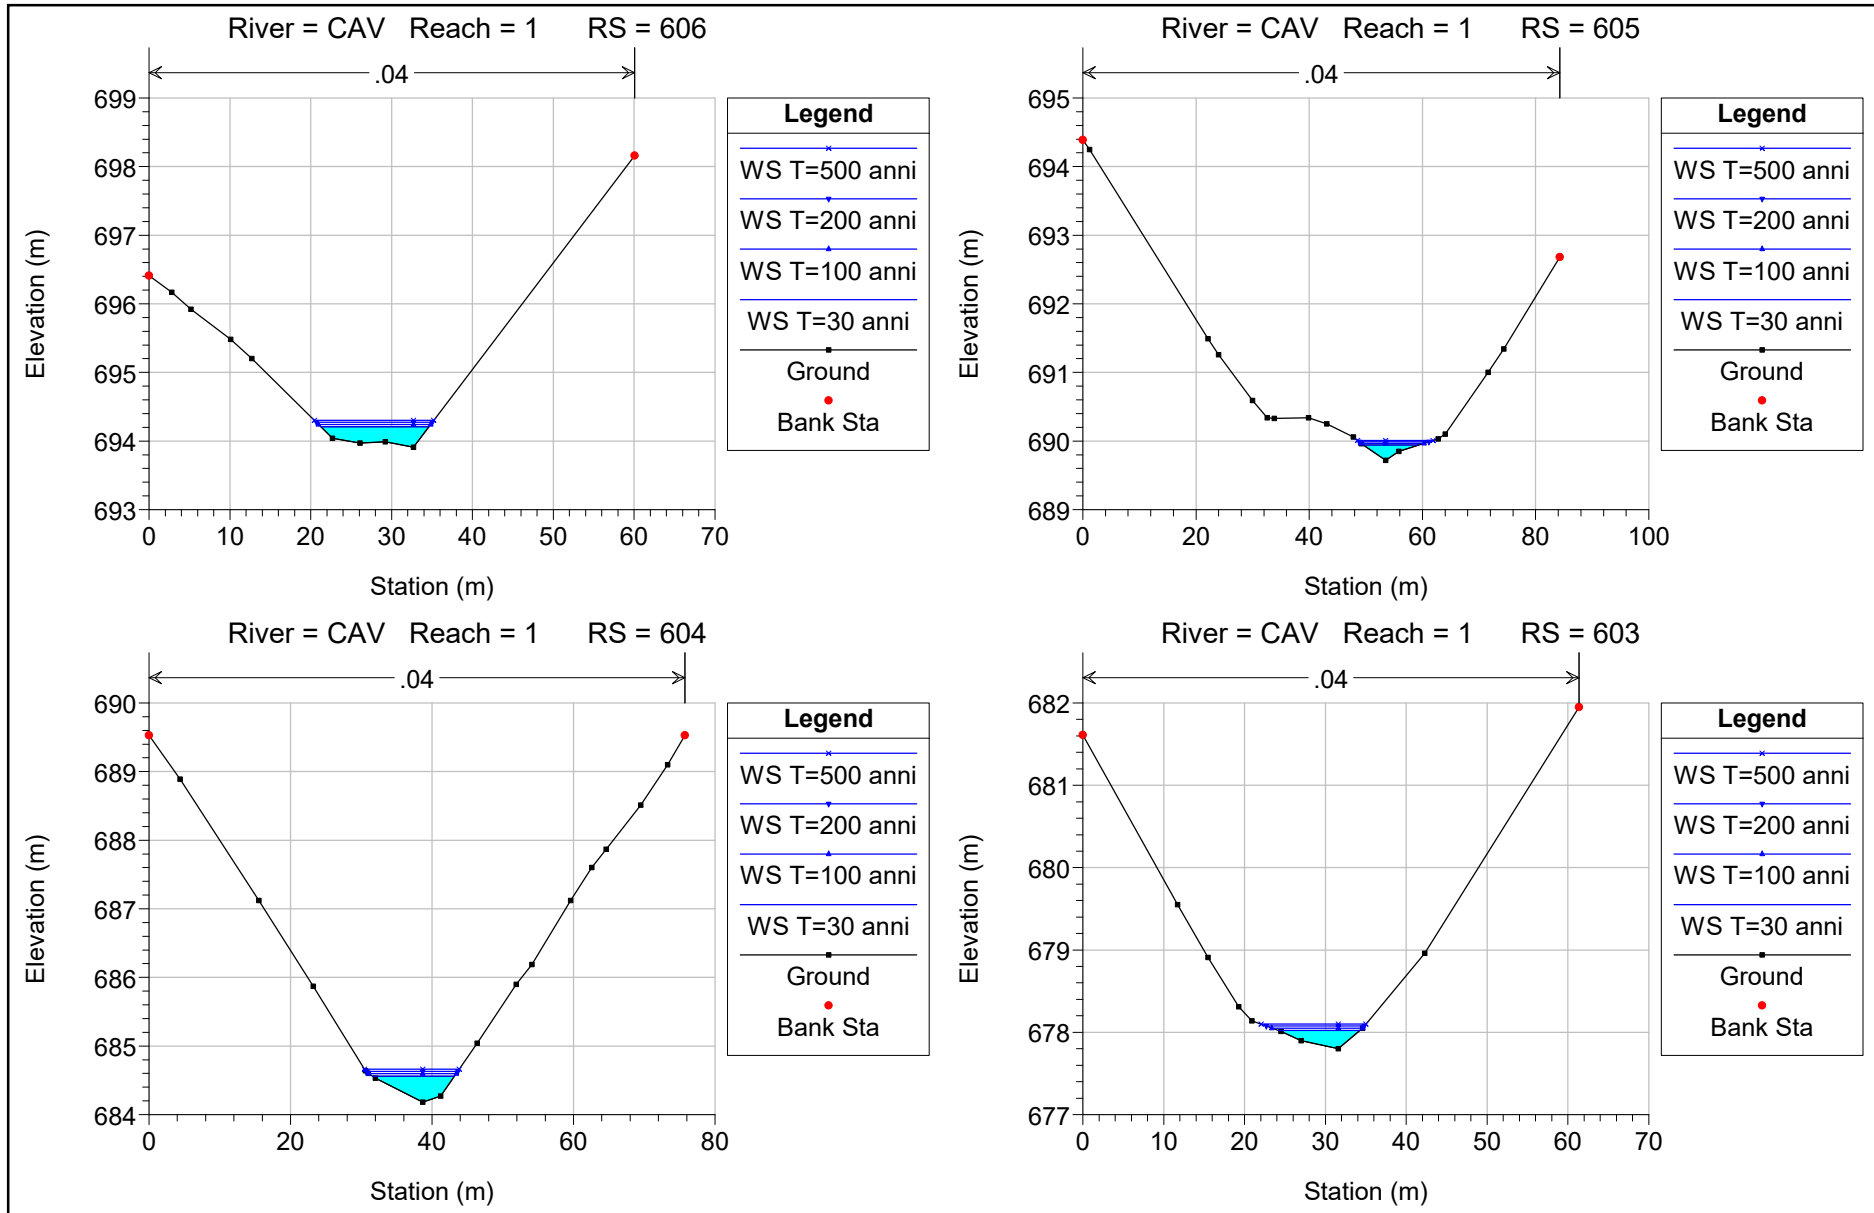 River = CAV Reach = 1 RS = 606
.04
699
698
697
696
695
694
693
0 10 20 30 40 50 60 70
Elevation (m)
Station (m)
Legend
WS T=500 anni
WS T=200 anni
WS T=100 anni
WS T=30 anni
Ground
Bank Sta
River = CAV Reach = 1 RS = 605
.04
695
694
693
692
691
690
689
0 20 40 60 80 100
Elevation (m)
Station (m)
Legend
WS T=500 anni
WS T=200 anni
WS T=100 anni
WS T=30 anni
Ground
Bank Sta
River = CAV Reach = 1 RS = 604
.04
690
689
688
687
686
685
684
0 20 40 60 80
Elevation (m)
Station (m)
Legend
WS T=500 anni
WS T=200 anni
WS T=100 anni
WS T=30 anni
Ground
Bank Sta
River = CAV Reach = 1 RS = 603
.04
682
681
680
679
678
677
0 10 20 30 40 50 60 70
Elevation (m)
Station (m)
Legend
WS T=500 anni
WS T=200 anni
WS T=100 anni
WS T=30 anni
Ground
Bank Sta